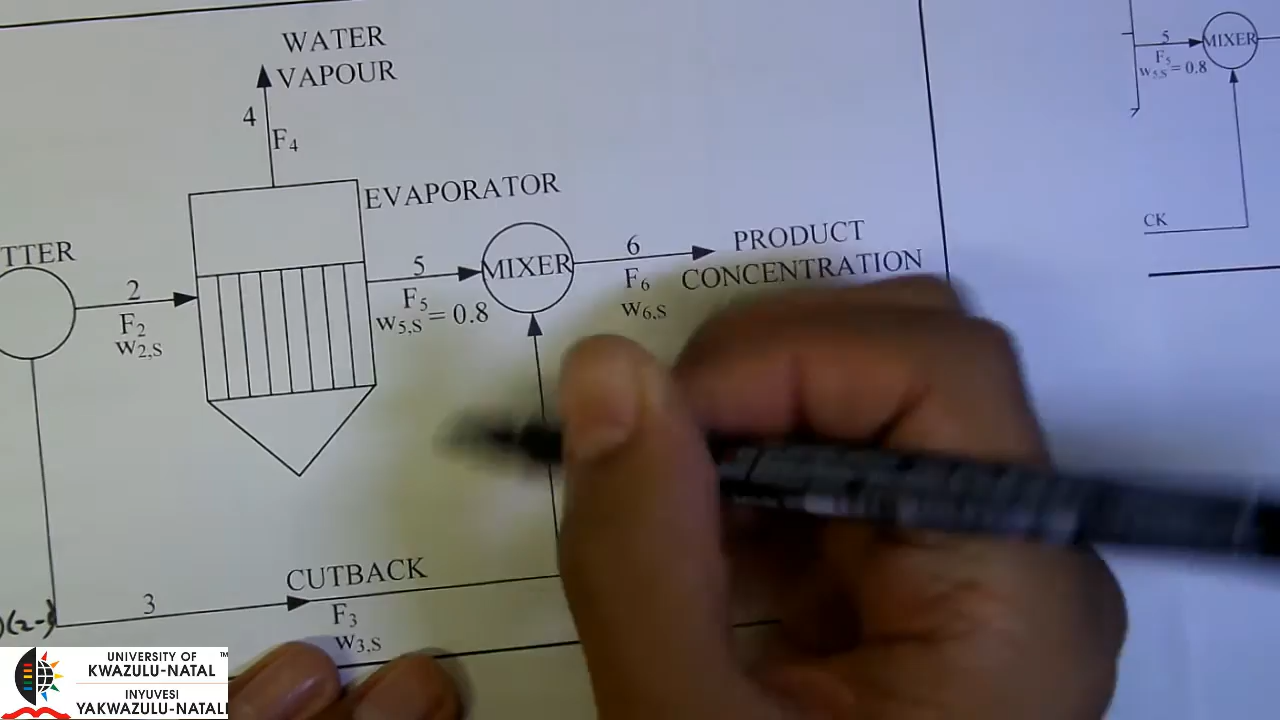 WATER
VAPOUR
4
F4
EVAPORATOR
TTER
2
F2
w2,S
5
F5
w5,S = 0.8
MIXER
6
F6
w6,S
PRODUCT
CONCENTRATION
CUTBACK
3
F3
w3,S
)(2-
5
F5
w5,S = 0.8
MIXER
CK
UNIVERSITY OF ™
KWAZULU-NATAL
INYUVESI
YAKWAZULU-NATALI